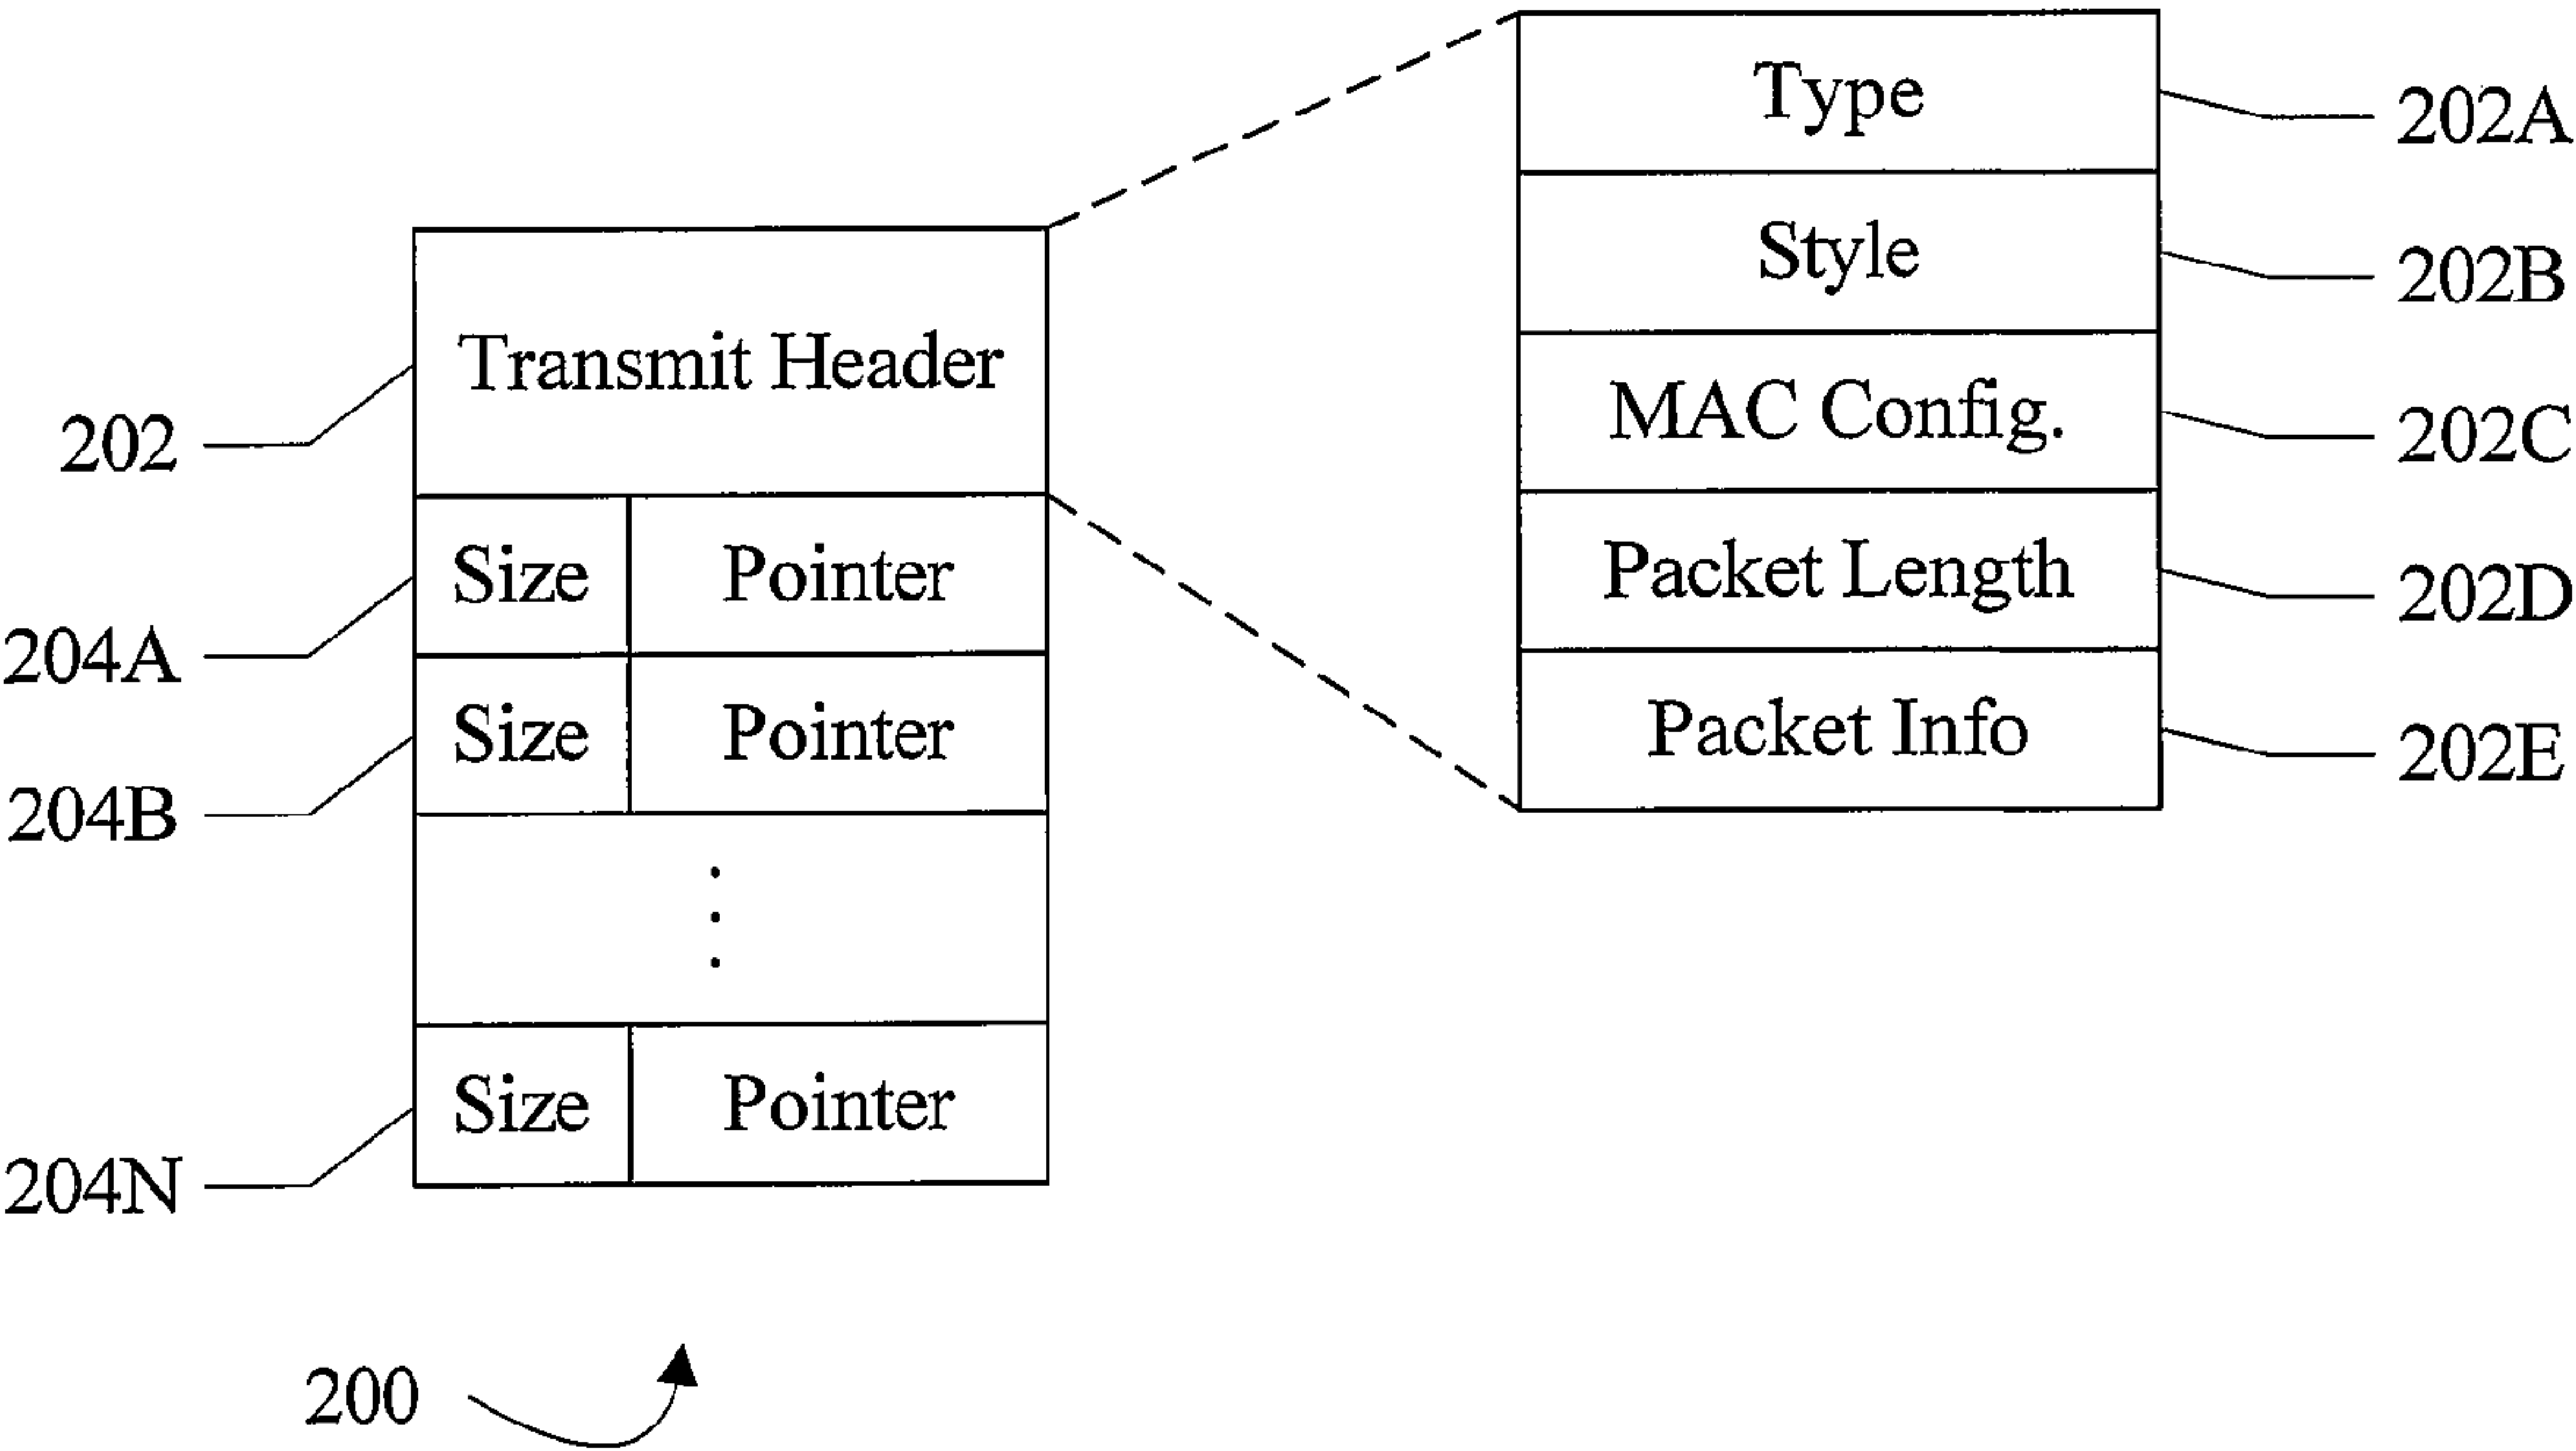 Type
202A
Style
202B
MAC Config.
202C
Packet Length
202D
Packet Info
202E
Transmit Header
202
Size Pointer
204A
Size Pointer
204B
Size Pointer
204N
200